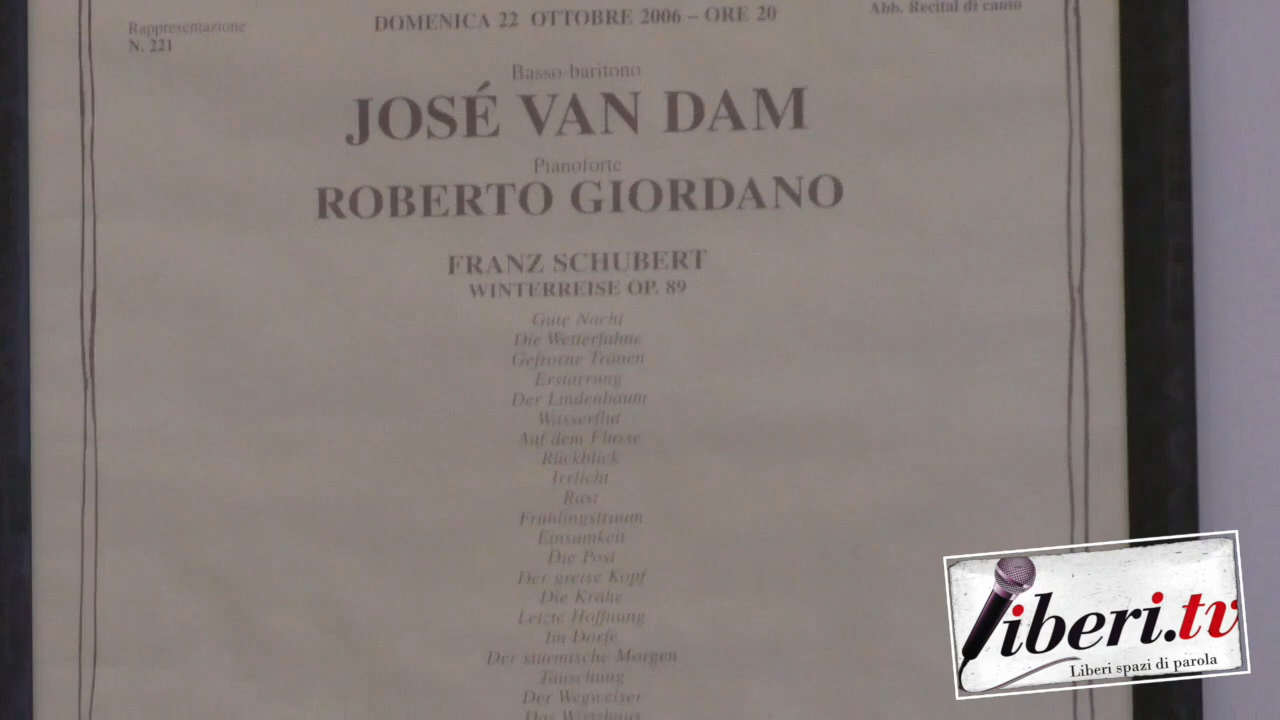 DOMENICA 22 OTTOBRE 2006 – ORE 20
Abb. Recital di canto
Rappresentazione
N. 221
Basso-baritono
JOSÉ VAN DAM
Pianoforte
ROBERTO GIORDANO
FRANZ SCHUBERT
WINTERREISE OP. 89
Gute Nacht
Die Wetterfahne
Gefrorne Tränen
Erstarrung
Der Lindenbaum
Wasserflut
Auf dem Flusse
Rückblick
Irrlicht
Rast
Frühlingstraum
Einsamkeit
Die Post
Der greise Kopf
Die Krähe
Letzte Hoffnung
Im Dorfe
Der stürmische Morgen
Täuschung
Der Wegweiser
Das Wirtshaus
liberi.tv
Liberi spazi di parola